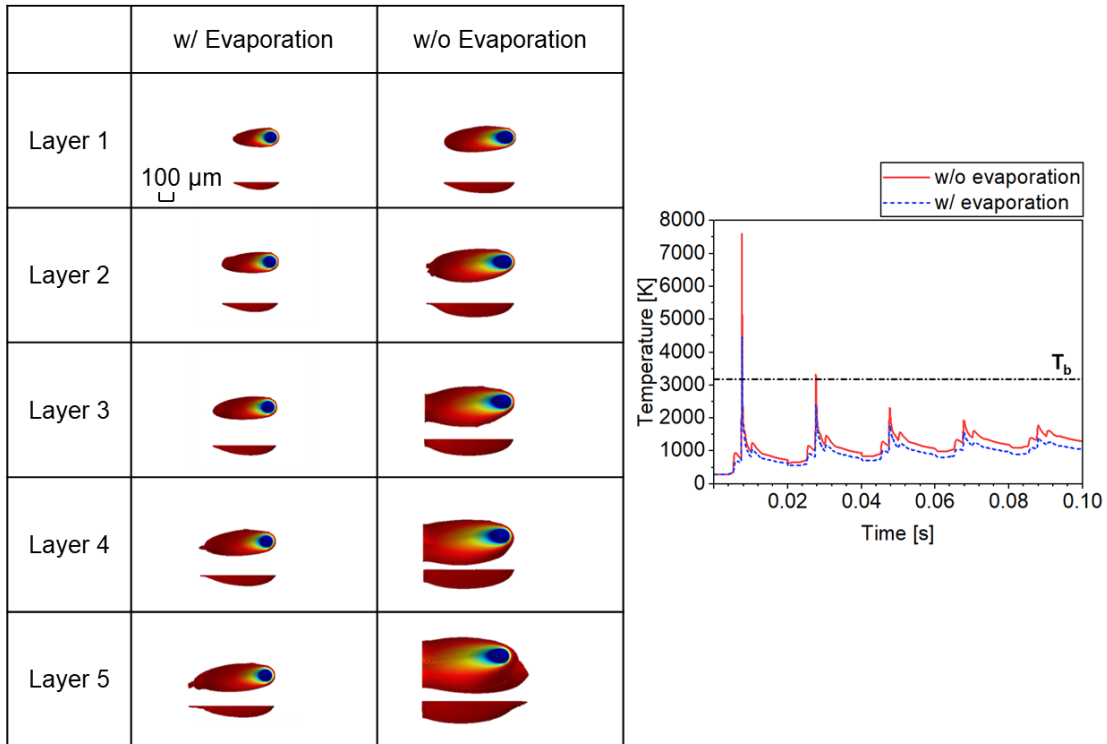 w/ Evaporation
w/o Evaporation
Layer 1
100 µm
Layer 2
Layer 3
Layer 4
Layer 5
w/o evaporation
w/ evaporation
8000
7000
6000
5000
4000
3000
2000
1000
0
Temperature [K]
T_b
0.02 0.04 0.06 0.08 0.10
Time [s]